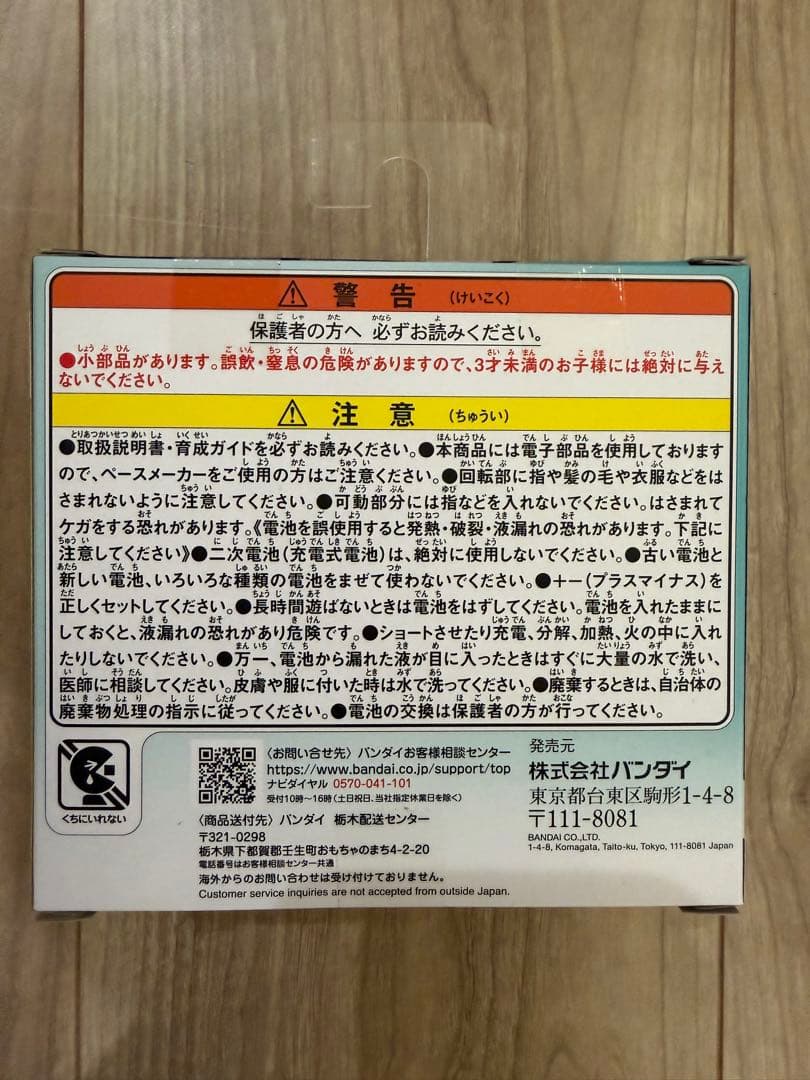 ⚠ 警告 (けいこく)
保護者の方へ 必ずお読みください。
●小部品があります。誤飲・窒息の危険がありますので、3才未満のお子様には絶対に与え
ないでください。
⚠ 注意 (ちゅうい)
●取扱説明書・育成ガイドを必ずお読みください。●本商品には電子部品を使用しております
ので、ペースメーカーをご使用の方はご注意ください。●回転部に指や髪の毛や衣服などをは
さまれないように注意してください。●可動部分には指などを入れないでください。はさまれて
ケガをする恐れがあります。《電池を誤使用すると発熱・破裂・液漏れの恐れがあります。下記に
注意してください》●二次電池(充電式電池)は、絶対に使用しないでください。●古い電池と
新しい電池、いろいろな種類の電池をまぜて使わないでください。●+-(プラスマイナス)を
正しくセットしてください。●長時間遊ばないときは電池をはずしてください。電池を入れたままに
しておくと、液漏れの恐れがあり危険です。●ショートさせたり充電、分解、加熱、火の中に入れ
たりしないでください。●万一、電池から漏れた液が目に入ったときはすぐに大量の水で洗い、
医師に相談してください。皮膚や服に付いた時は水で洗ってください。●廃棄するときは、自治体の
廃棄物処理の指示に従ってください。●電池の交換は保護者の方が行ってください。
くちにいれない
〈お問い合せ先〉バンダイお客様相談センター
https://www.bandai.co.jp/support/top
ナビダイヤル 0570-041-101
受付10時~16時(土日祝日、当社指定休業日を除く)
〈商品送付先〉バンダイ 栃木配送センター
〒321-0298
栃木県下都賀郡壬生町おもちゃのまち4-2-20
電話番号はお客様相談センター共通
海外からのお問い合わせは受け付けておりません。
Customer service inquiries are not accepted from outside Japan.
発売元
株式会社バンダイ
東京都台東区駒形1-4-8
〒111-8081
BANDAI CO.,LTD.
1-4-8, Komagata, Taito-ku, Tokyo, 111-8081 Japan